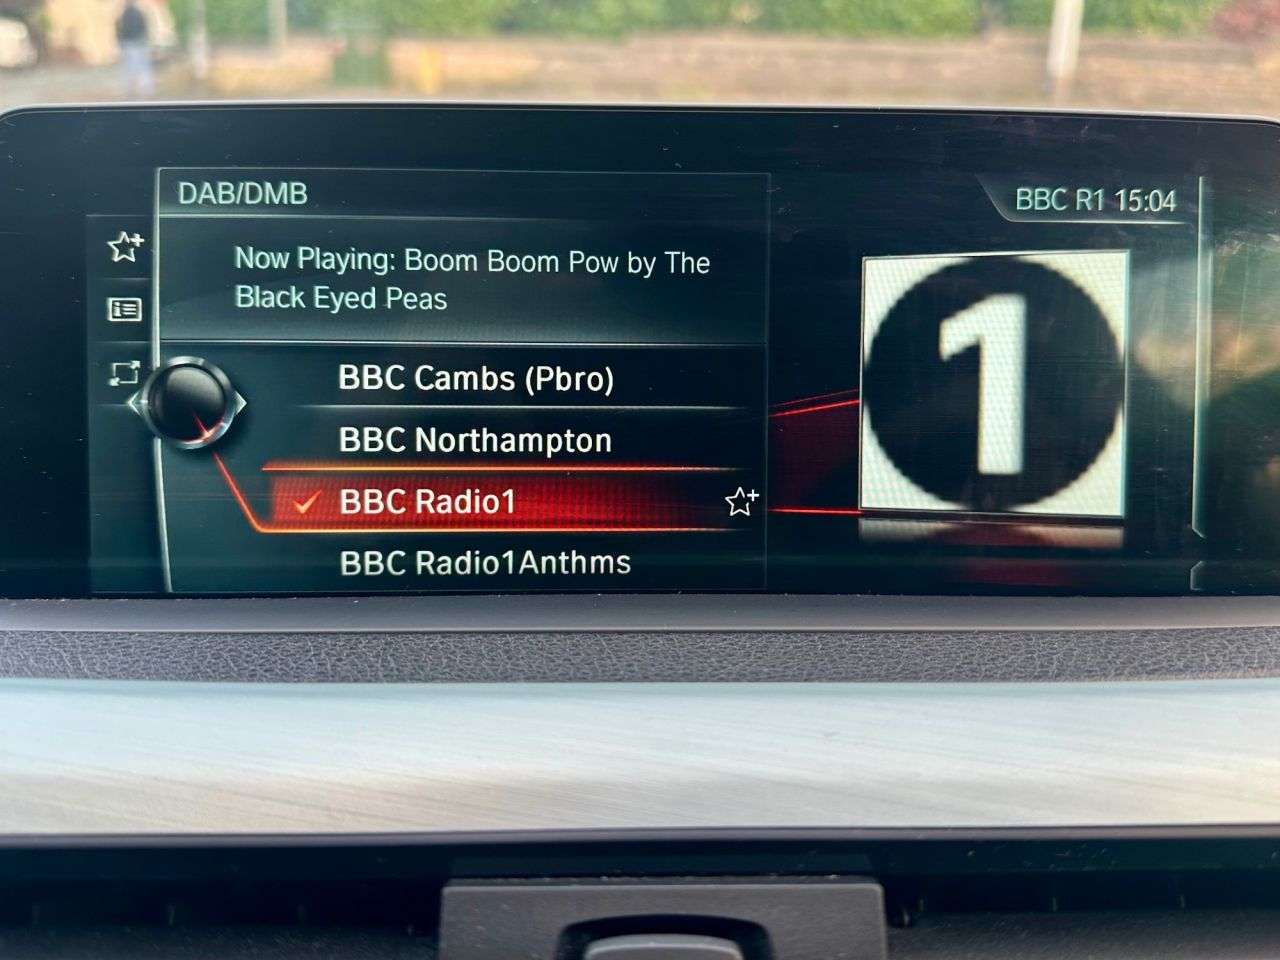 DAB/DMB
BBC R1 15:04
Now Playing: Boom Boom Pow by The
Black Eyed Peas
BBC Cambs (Pbro)
BBC Northampton
BBC Radio1
BBC Radio1Anthms
1